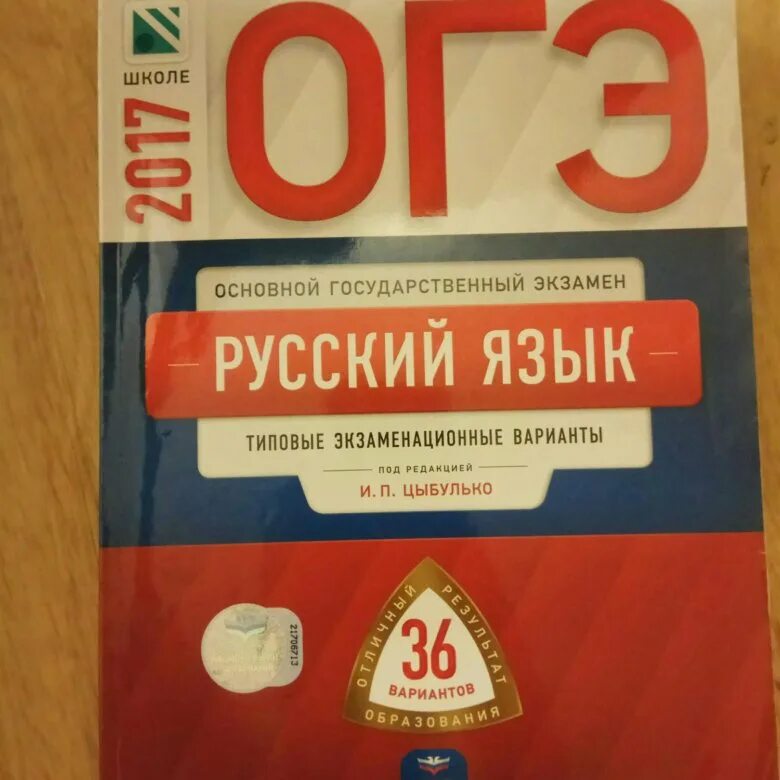 ШКОЛЕ
2017
ОГЭ
ОСНОВНОЙ ГОСУДАРСТВЕННЫЙ ЭКЗАМЕН
РУССКИЙ ЯЗЫК
ТИПОВЫЕ ЭКЗАМЕНАЦИОННЫЕ ВАРИАНТЫ
ПОД РЕДАКЦИЕЙ
И. П. ЦЫБУЛЬКО
21706713
ОТЛИЧНЫЙ РЕЗУЛЬТАТ
36
ВАРИАНТОВ
ОБРАЗОВАНИЯ